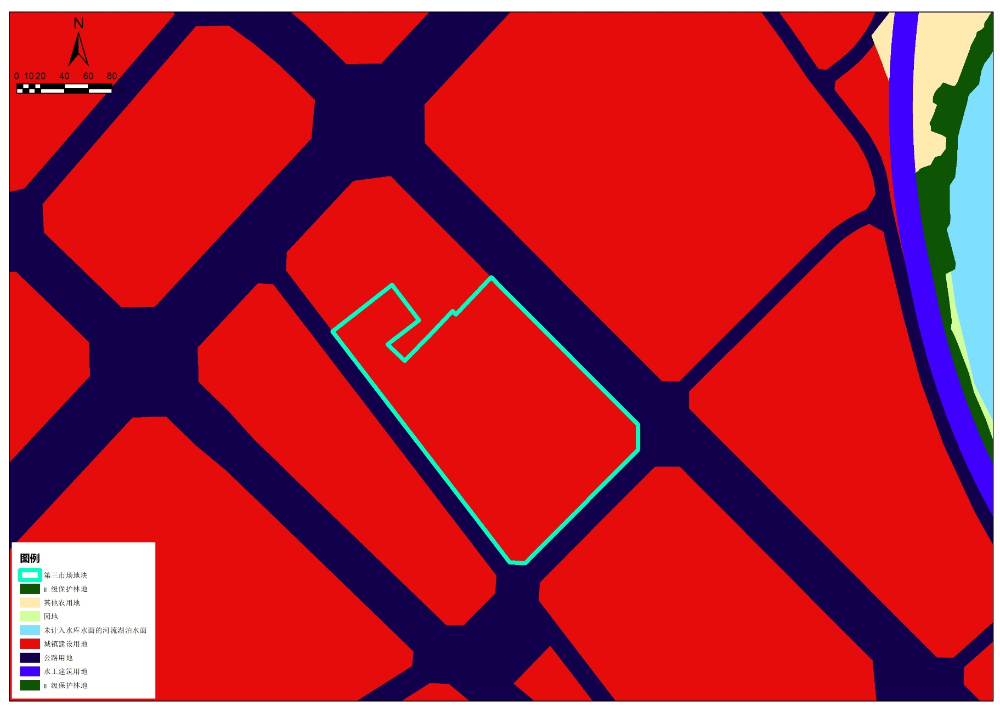 N
0 10 20 40 60 80
米
图例
第三市场地块
II 级保护林地
其他农用地
园地
未计入水库水面的河流湖泊水面
城镇建设用地
公路用地
水工建筑用地
II 级保护林地